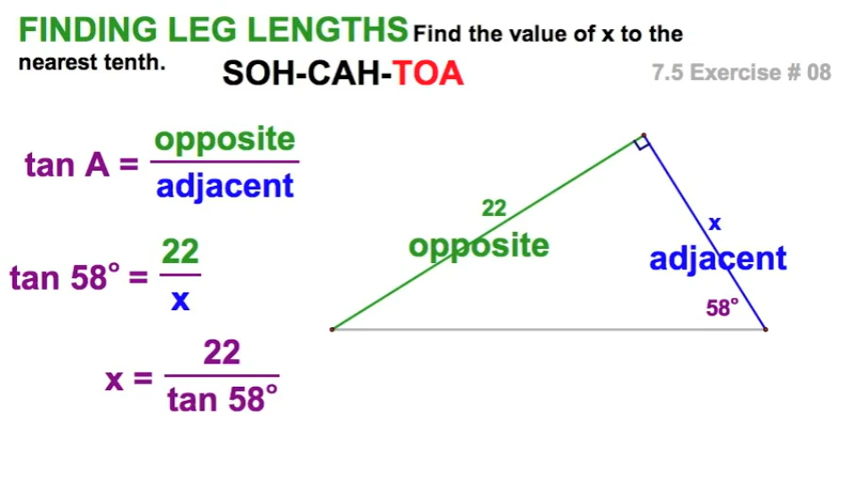 FINDING LEG LENGTHS Find the value of x to the
nearest tenth.
SOH-CAH-TOA
7.5 Exercise # 08
tan A = opposite
adjacent
22
opposite
x
adjacent
58°
tan 58° = 22
x
x = 22
tan 58°